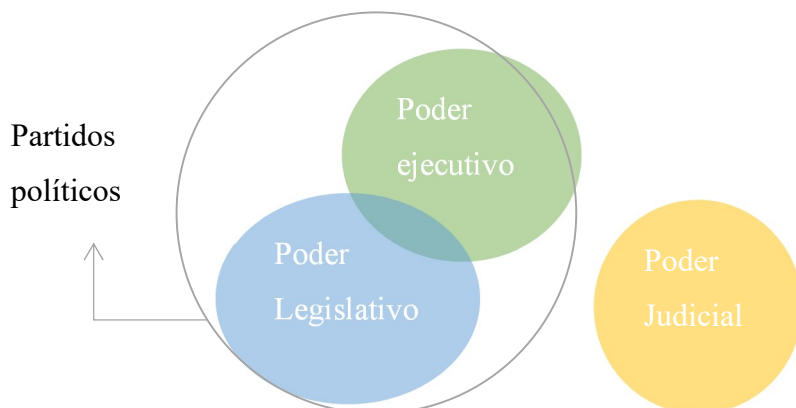 Partidos
políticos
Poder
ejecutivo
Poder
Legislativo
Poder
Judicial